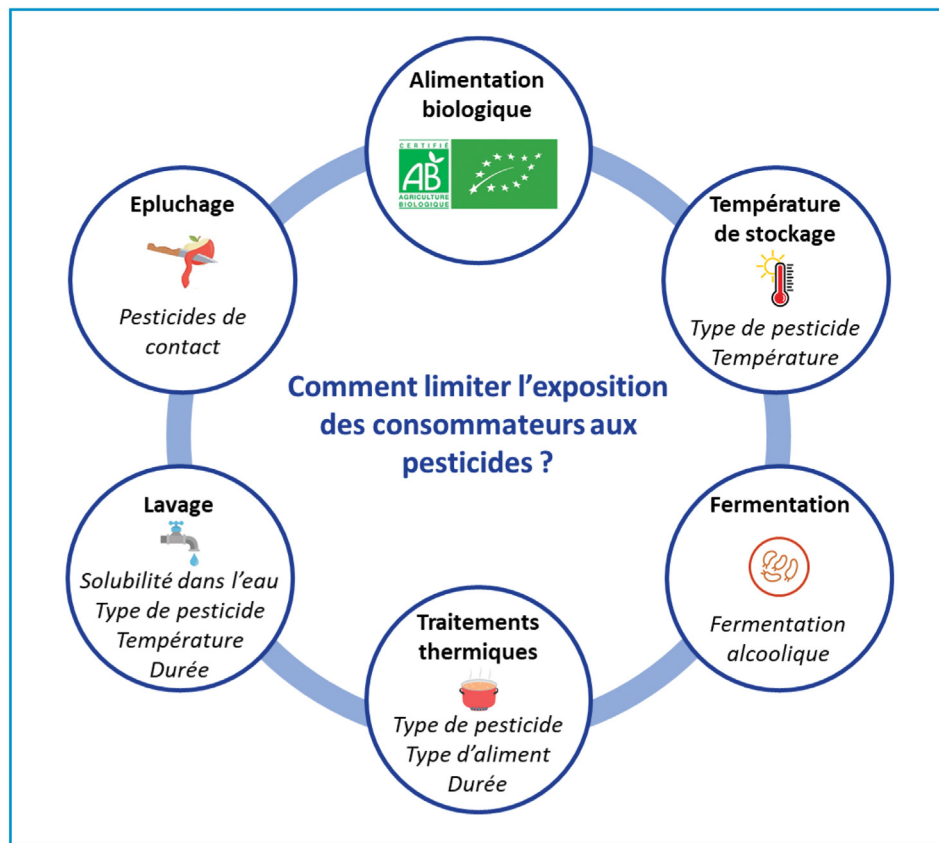 Alimentation
biologique
CERTIFIÉ
AB
AGRICULTURE
BIOLOGIQUE
Température
de stockage
Type de pesticide
Température
Fermentation
Fermentation
alcoolique
Traitements
thermiques
Type de pesticide
Type d'aliment
Durée
Lavage
Solubilité dans l'eau
Type de pesticide
Température
Durée
Epluchage
Pesticides de
contact
Comment limiter l'exposition
des consommateurs aux
pesticides ?